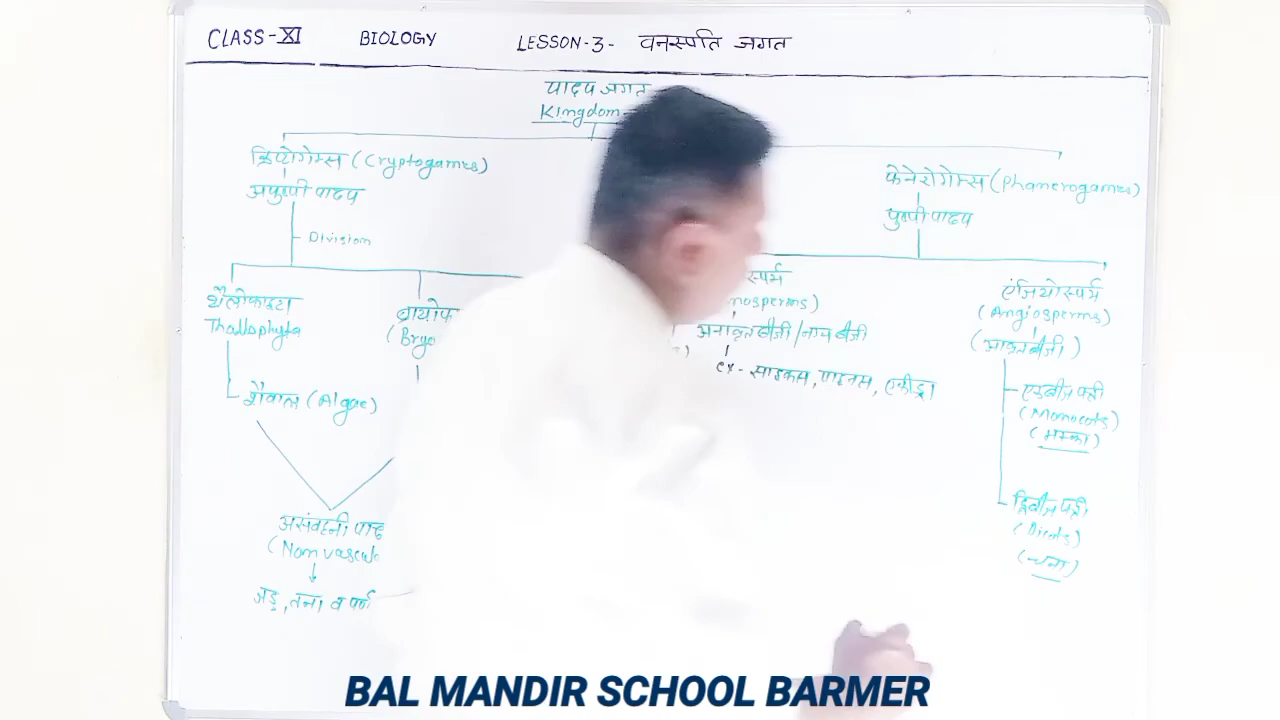 CLASS-XI BIOLOGY LESSON-3- वनस्पति जगत
पादप जगत
Kingdom
क्रिप्टोगेम्स (Cryptogames)
अपुष्पी पादप
Division
थैलोफाइटा
Thallophyta
शैवाल (Algae)
असंवहनी
(Non
जड़, तना व पर्ण
फेनेरोगेम्स (Phanerogames)
पुष्पी पादप
अनावृतबीजी/नग्नबीजी
ex- साइकस, पाइनस, एफीड्रा
एंजियोस्पर्म
(Angiosperms)
(आवृतबीजी)
एकबीजपत्री
(Monocots)
(मक्का)
द्विबीजपत्री
(Dicots)
(चना)
BAL MANDIR SCHOOL BARMER